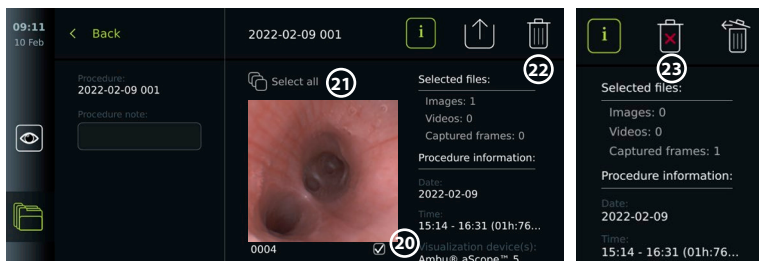 09:11
10 Feb
Back
2022-02-09 001
i
Procedure:
2022-02-09 001
Procedure note:
Select all
21
22
Selected files:
Images: 1
Videos: 0
Captured frames: 0
Procedure information:
Date:
2022-02-09
Time:
15:14 - 16:31 (01h:76...
Visualization device(s):
Ambu® aScope™ 5
0004
20
i
23
Selected files:
Images: 0
Videos: 0
Captured frames: 1
Procedure information:
Date:
2022-02-09
Time:
15:14 - 16:31 (01h:76...